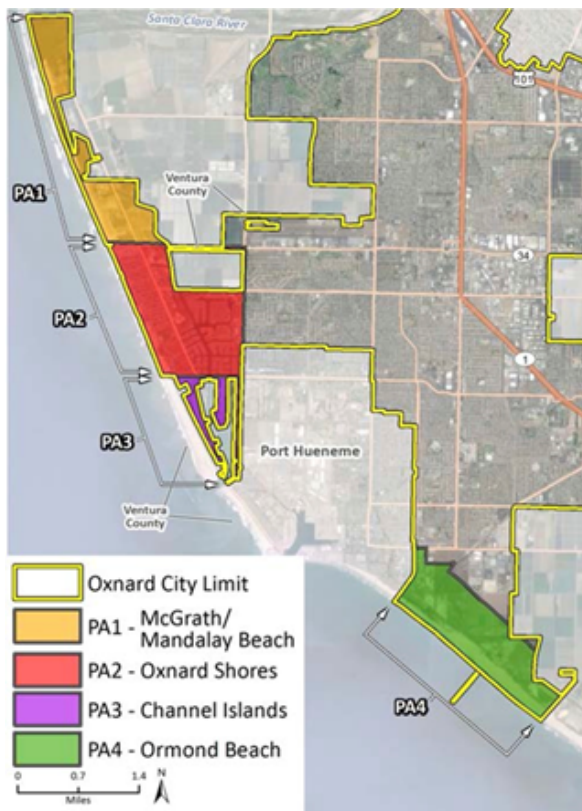 Santa Clara River
101
PA1
Ventura
County
34
PA2
1
PA3
Port Hueneme
Ventura
County
PA4
Oxnard City Limit
PA1 - McGrath/
Mandalay Beach
PA2 - Oxnard Shores
PA3 - Channel Islands
PA4 - Ormond Beach
0 0.7 1.4
Miles
N